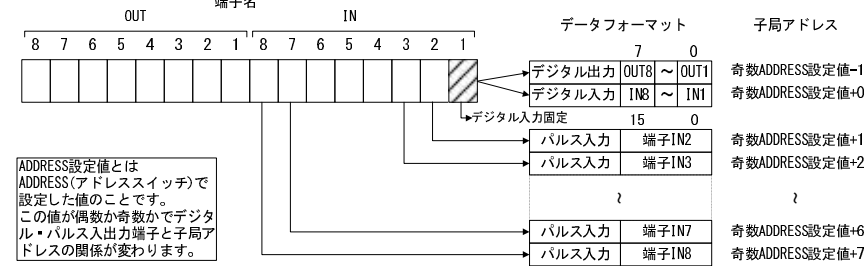 端子名
OUT IN
データフォーマット 子局アドレス
8 7 6 5 4 3 2 1 8 7 6 5 4 3 2 1
7 0
デジタル出力 OUT8 ～ OUT1 奇数ADDRESS設定値-1
デジタル入力 IN8 ～ IN1 奇数ADDRESS設定値+0
デジタル入力固定
15 0
パルス入力 端子IN2 奇数ADDRESS設定値+1
パルス入力 端子IN3 奇数ADDRESS設定値+2
～ ～
パルス入力 端子IN7 奇数ADDRESS設定値+6
パルス入力 端子IN8 奇数ADDRESS設定値+7
ADDRESS設定値とは
ADDRESS(アドレススイッチ)で
設定した値のことです。
この値が偶数か奇数かでデジタ
ル・パルス入出力端子と子局ア
ドレスの関係が変わります。